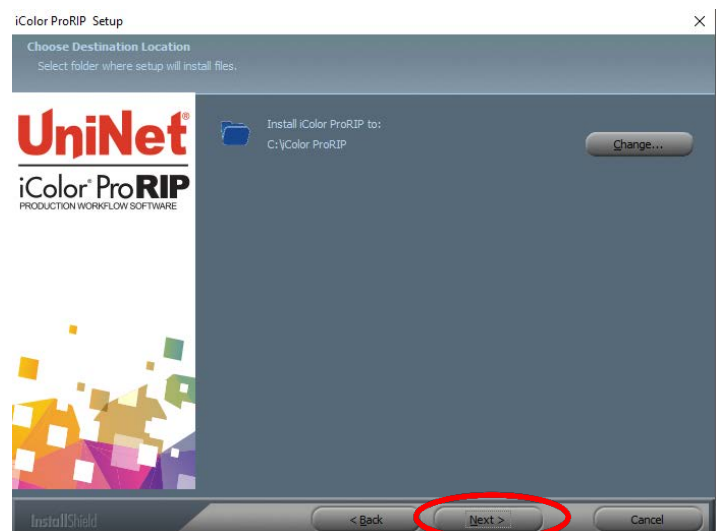 iColor ProRIP Setup
Choose Destination Location
Select folder where setup will install files.
UniNet®
iColor® ProRIP
PRODUCTION WORKFLOW SOFTWARE
Install iColor ProRIP to:
C:\iColor ProRIP
Change...
InstallShield
< Back
Next >
Cancel